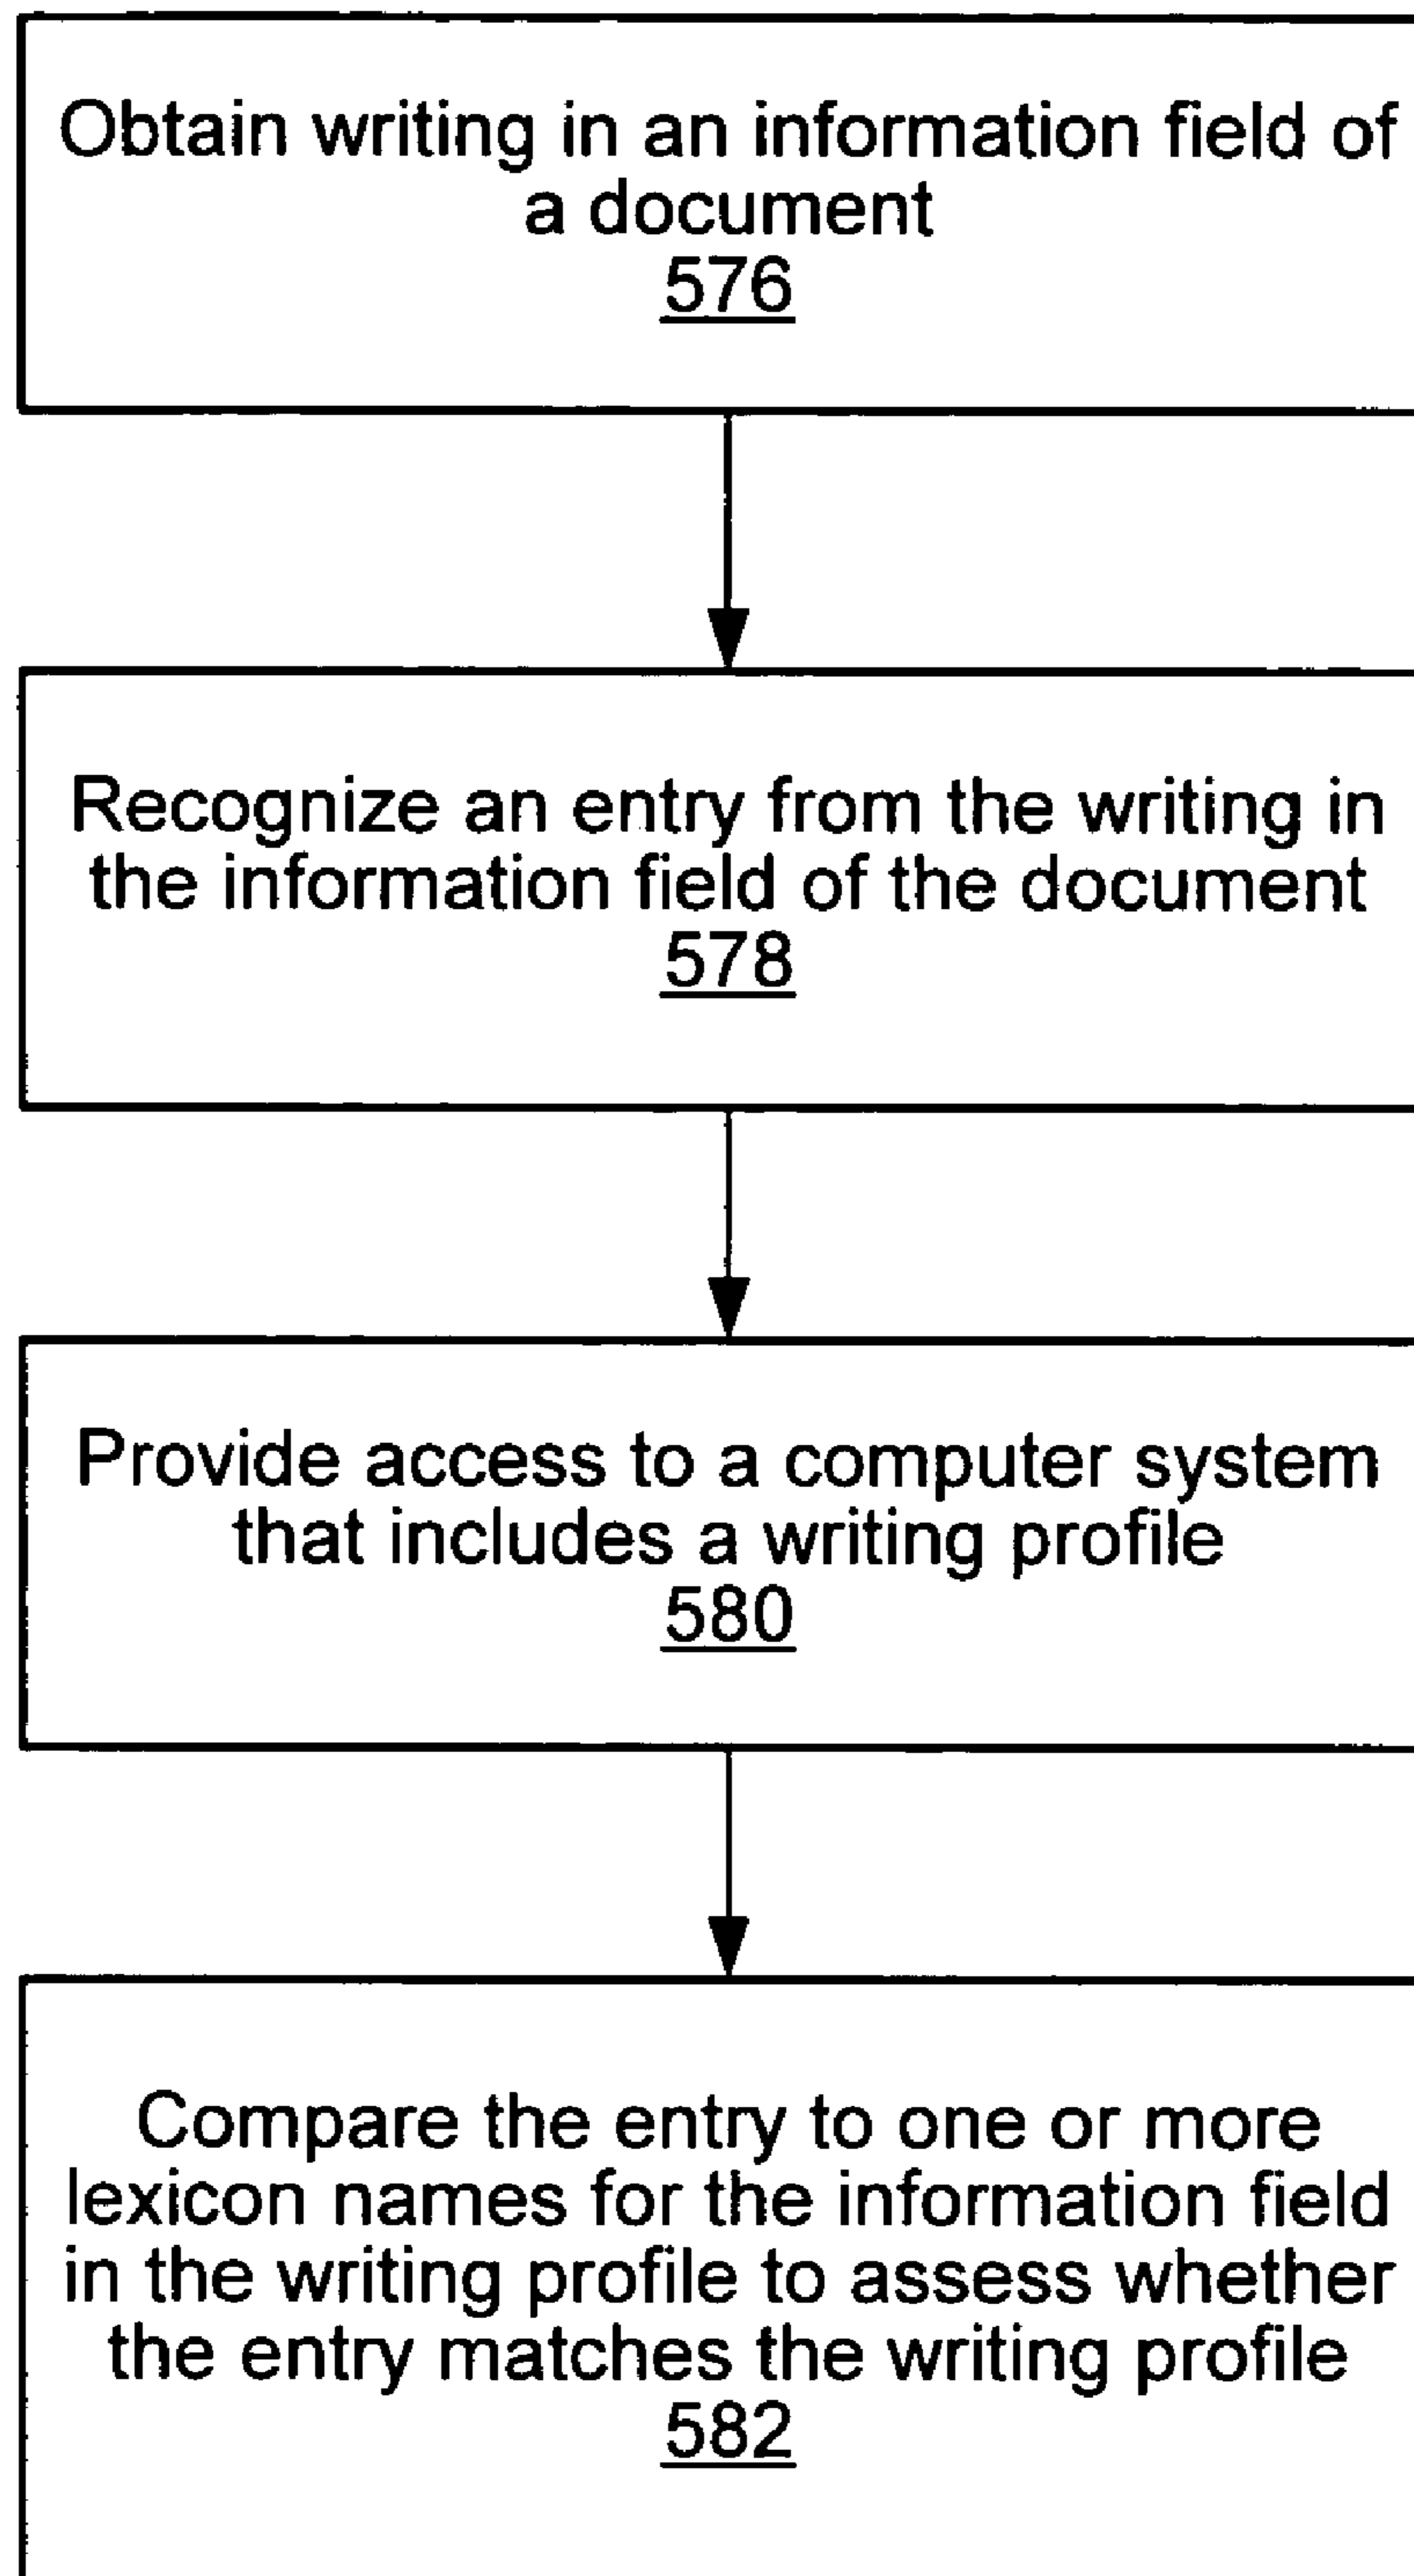 Obtain writing in an information field of
a document
576
Recognize an entry from the writing in
the information field of the document
578
Provide access to a computer system
that includes a writing profile
580
Compare the entry to one or more
lexicon names for the information field
in the writing profile to assess whether
the entry matches the writing profile
582